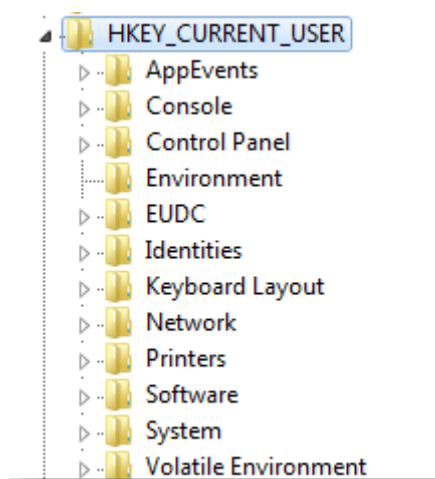 HKEY_CURRENT_USER
AppEvents
Console
Control Panel
Environment
EUDC
Identities
Keyboard Layout
Network
Printers
Software
System
Volatile Environment